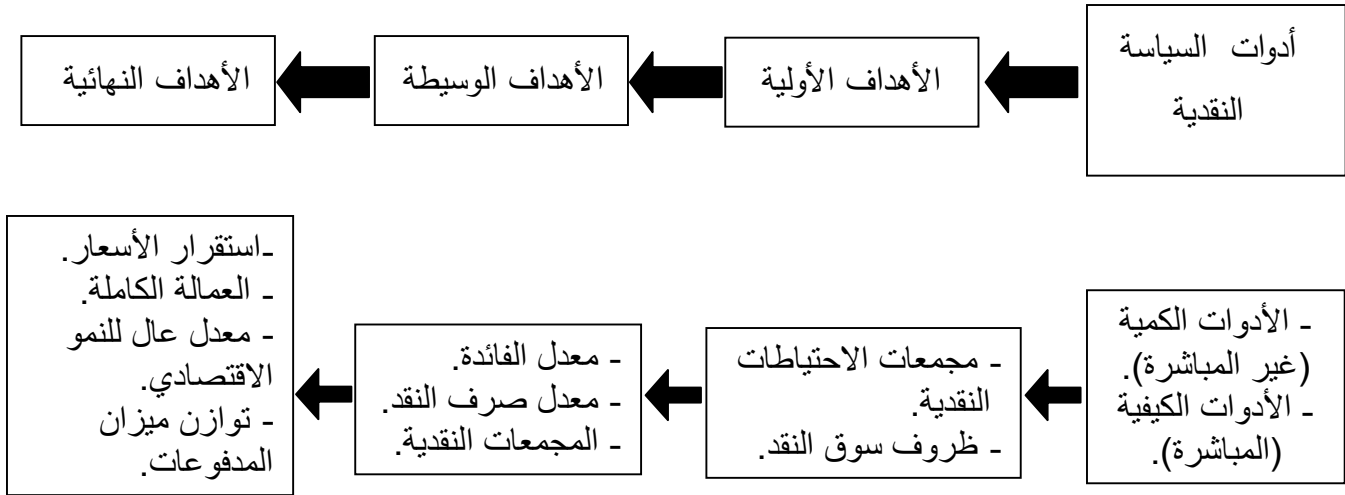 أدوات السياسة
النقدية
الأهداف الأولية
الأهداف الوسيطة
الأهداف النهائية
- الأدوات الكمية
(غير المباشرة).
- الأدوات الكيفية
(المباشرة).
- مجمعات الاحتياطات
النقدية.
- ظروف سوق النقد.
- معدل الفائدة.
- معدل صرف النقد.
- المجمعات النقدية.
-استقرار الأسعار.
- العمالة الكاملة.
- معدل عال للنمو
الاقتصادي.
- توازن ميزان
المدفوعات.